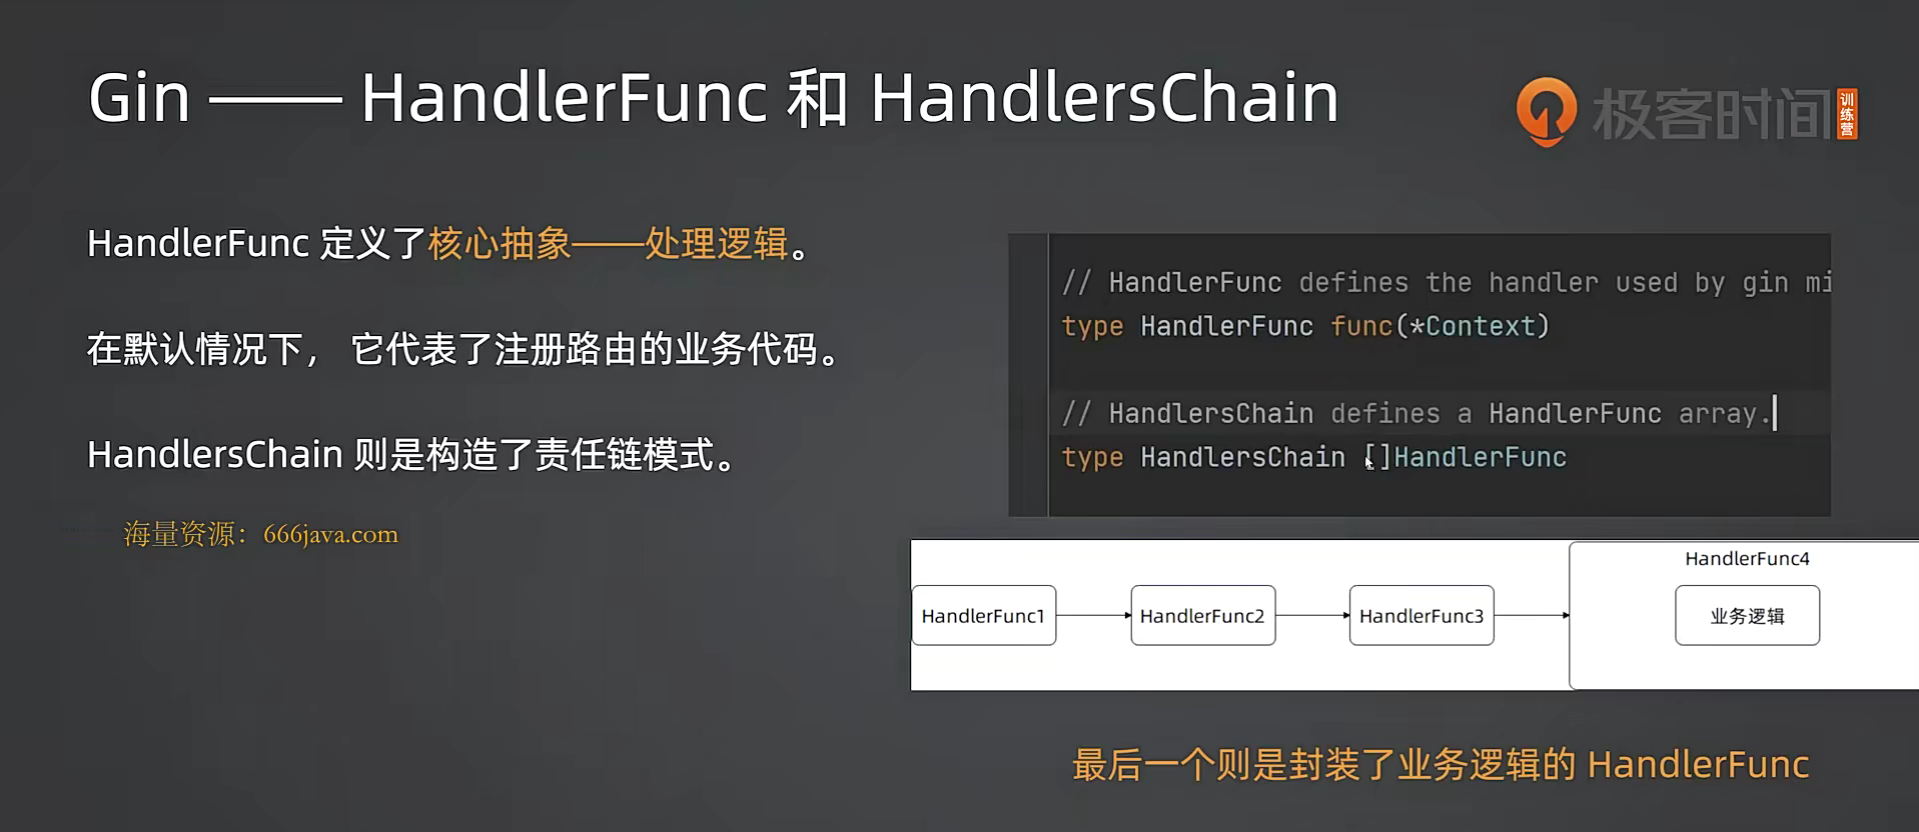 Gin —— HandlerFunc 和 HandlersChain
极客时间 训练营
HandlerFunc 定义了核心抽象——处理逻辑。
在默认情况下， 它代表了注册路由的业务代码。
HandlersChain 则是构造了责任链模式。
海量资源：666java.com
// HandlerFunc defines the handler used by gin mi
type HandlerFunc func(*Context)
// HandlersChain defines a HandlerFunc array.
type HandlersChain []HandlerFunc
HandlerFunc1
HandlerFunc2
HandlerFunc3
HandlerFunc4
业务逻辑
最后一个则是封装了业务逻辑的 HandlerFunc